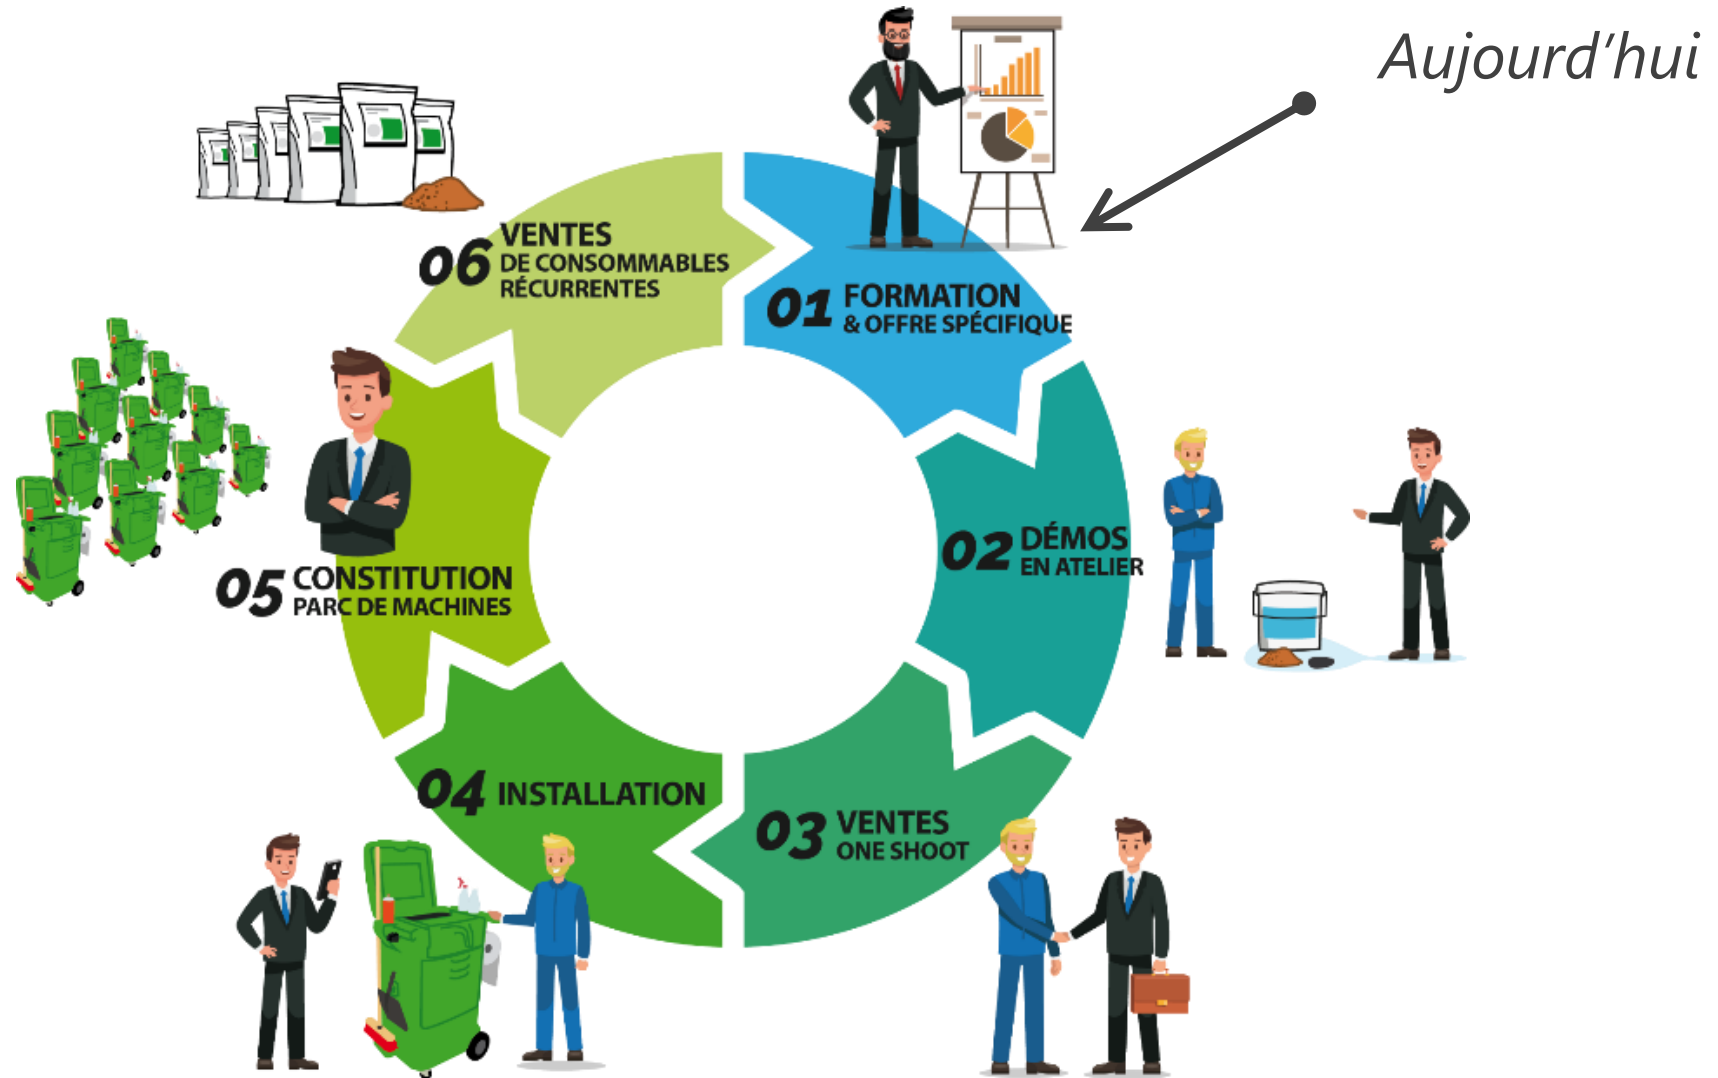 Aujourd’hui
01 FORMATION
& OFFRE SPÉCIFIQUE
02 DÉMOS
EN ATELIER
03 VENTES
ONE SHOOT
04 INSTALLATION
05 CONSTITUTION
PARC DE MACHINES
06 VENTES
DE CONSOMMABLES
RÉCURRENTES